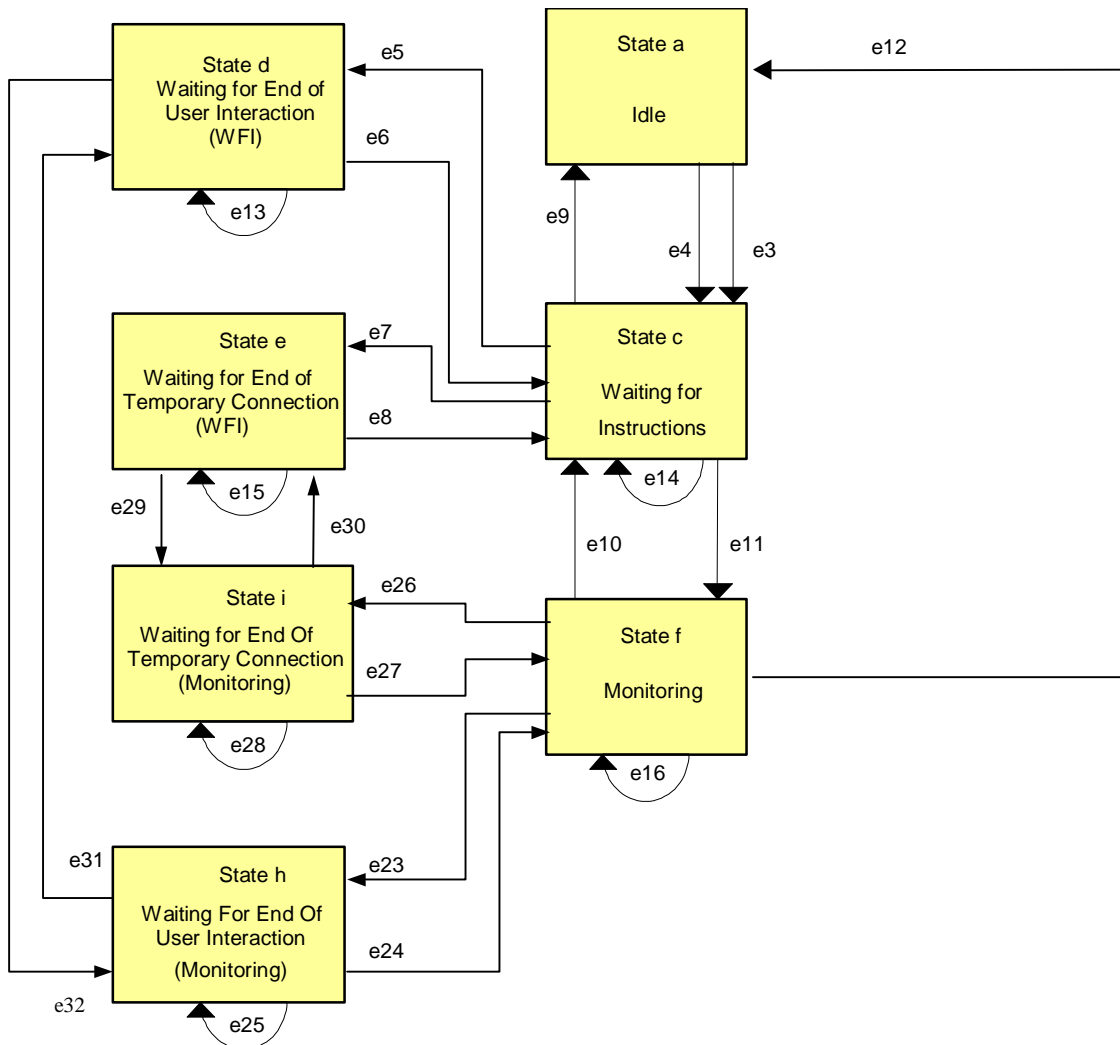 State d
Waiting for End of
User Interaction
(WFI)
e5
e6
e13
State a
Idle
e12
e9
e4
e3
State e
Waiting for End of
Temporary Connection
(WFI)
e7
e8
e15
State c
Waiting for
Instructions
e14
e29
e30
e10
e11
State i
Waiting for End Of
Temporary Connection
(Monitoring)
e26
e27
e28
State f
Monitoring
e16
e31
State h
Waiting For End Of
User Interaction
(Monitoring)
e23
e24
e32
e25